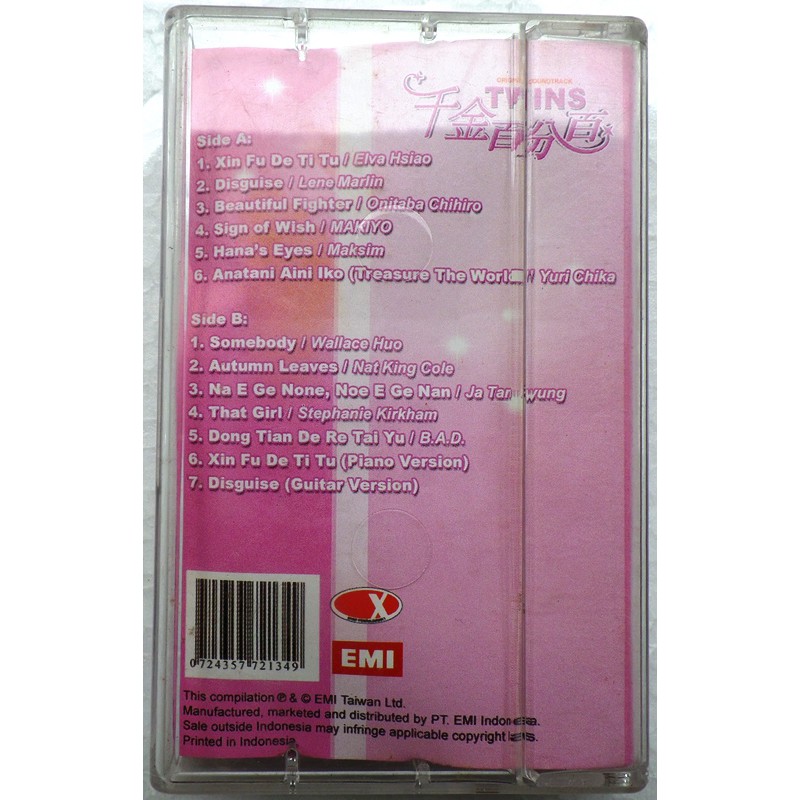 ORIGINAL SOUNDTRACK
TWINS
千金百分百
Side A:
1. Xin Fu De Ti Tu / Elva Hsiao
2. Disguise / Lene Marlin
3. Beautiful Fighter / Onitaba Chihiro
4. Sign of Wish / MAKIYO
5. Hana's Eyes / Maksim
6. Anatani Aini Iko (Treasure The World) / Yuri Chika
Side B:
1. Somebody / Wallace Huo
2. Autumn Leaves / Nat King Cole
3. Na E Ge None, Noe E Ge Nan / Ja Tan Kwung
4. That Girl / Stephanie Kirkham
5. Dong Tian De Re Tai Yu / B.A.D.
6. Xin Fu De Ti Tu (Piano Version)
7. Disguise (Guitar Version)
X
EMI
0724357721349
This compilation ℗ & © EMI Taiwan Ltd.
Manufactured, marketed and distributed by PT. EMI Indonesia.
Sale outside Indonesia may infringe applicable copyright laws.
Printed in Indonesia.